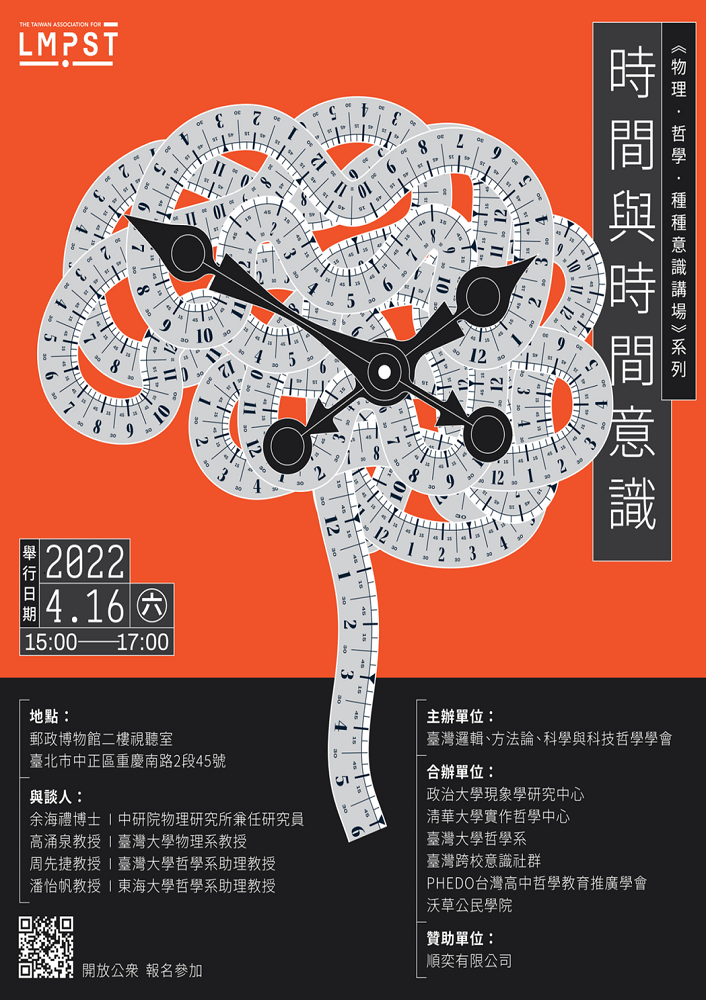 THE TAIWAN ASSOCIATION FOR
LMPST
《物理·哲學·種種意識講場》系列
時間與時間意識
舉行日期
2022
4.16 六
15:00——17:00
地點：
郵政博物館二樓視聽室
臺北市中正區重慶南路2段45號
與談人：
余海禮博士｜中研院物理研究所兼任研究員
高涌泉教授｜臺灣大學物理系教授
周先捷教授｜臺灣大學哲學系助理教授
潘怡帆教授｜東海大學哲學系助理教授
開放公眾 報名參加
主辦單位：
臺灣邏輯、方法論、科學與科技哲學學會
合辦單位：
政治大學現象學研究中心
清華大學實作哲學中心
臺灣大學哲學系
臺灣跨校意識社群
PHEDO台灣高中哲學教育推廣學會
沃草公民學院
贊助單位：
順奕有限公司